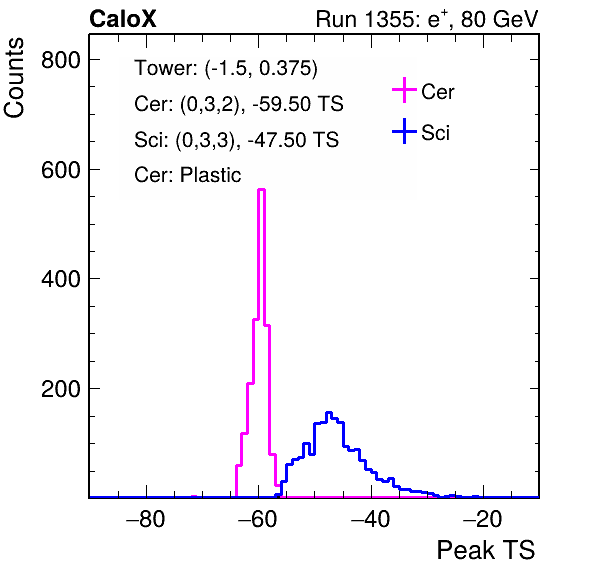 CaloX Run 1355: e⁺, 80 GeV
Counts
800
600
400
200
Tower: (-1.5, 0.375)
Cer: (0,3,2), -59.50 TS
Sci: (0,3,3), -47.50 TS
Cer: Plastic
Cer
Sci
−80 −60 −40 −20
Peak TS